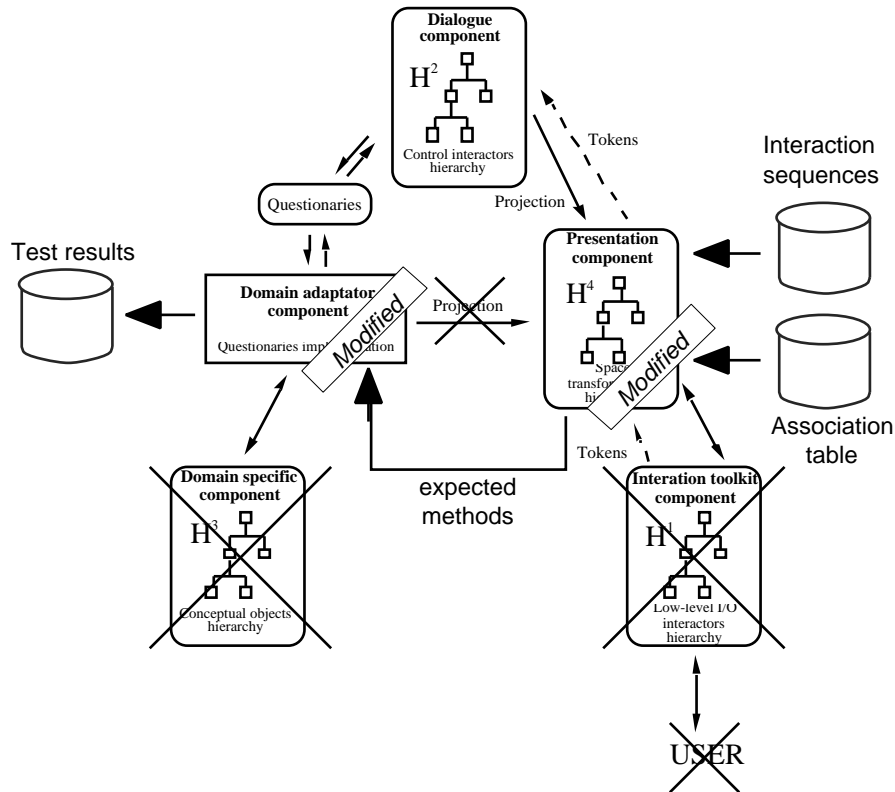 Dialogue
component
H2
Control interactors
hierarchy
Tokens
Projection
Interaction
sequences
Questionaries
Test results
Domain adaptator
component
Modified
Projection
Presentation
component
H4
Space
Modified
Association
table
Tokens
expected
methods
Domain specific
component
H3
Conceptual objects
hierarchy
Interation toolkit
component
H1
Low-level I/O
interactors
hierarchy
USER